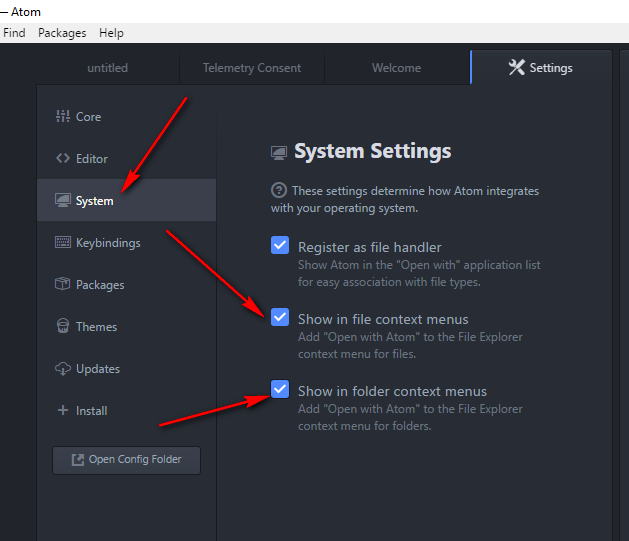 — Atom
Find Packages Help
untitled Telemetry Consent Welcome Settings
Core
Editor
System
Keybindings
Packages
Themes
Updates
Install
Open Config Folder
System Settings
These settings determine how Atom integrates
with your operating system.
Register as file handler
Show Atom in the "Open with" application list
for easy association with file types.
Show in file context menus
Add "Open with Atom" to the File Explorer
context menu for files.
Show in folder context menus
Add "Open with Atom" to the File Explorer
context menu for folders.